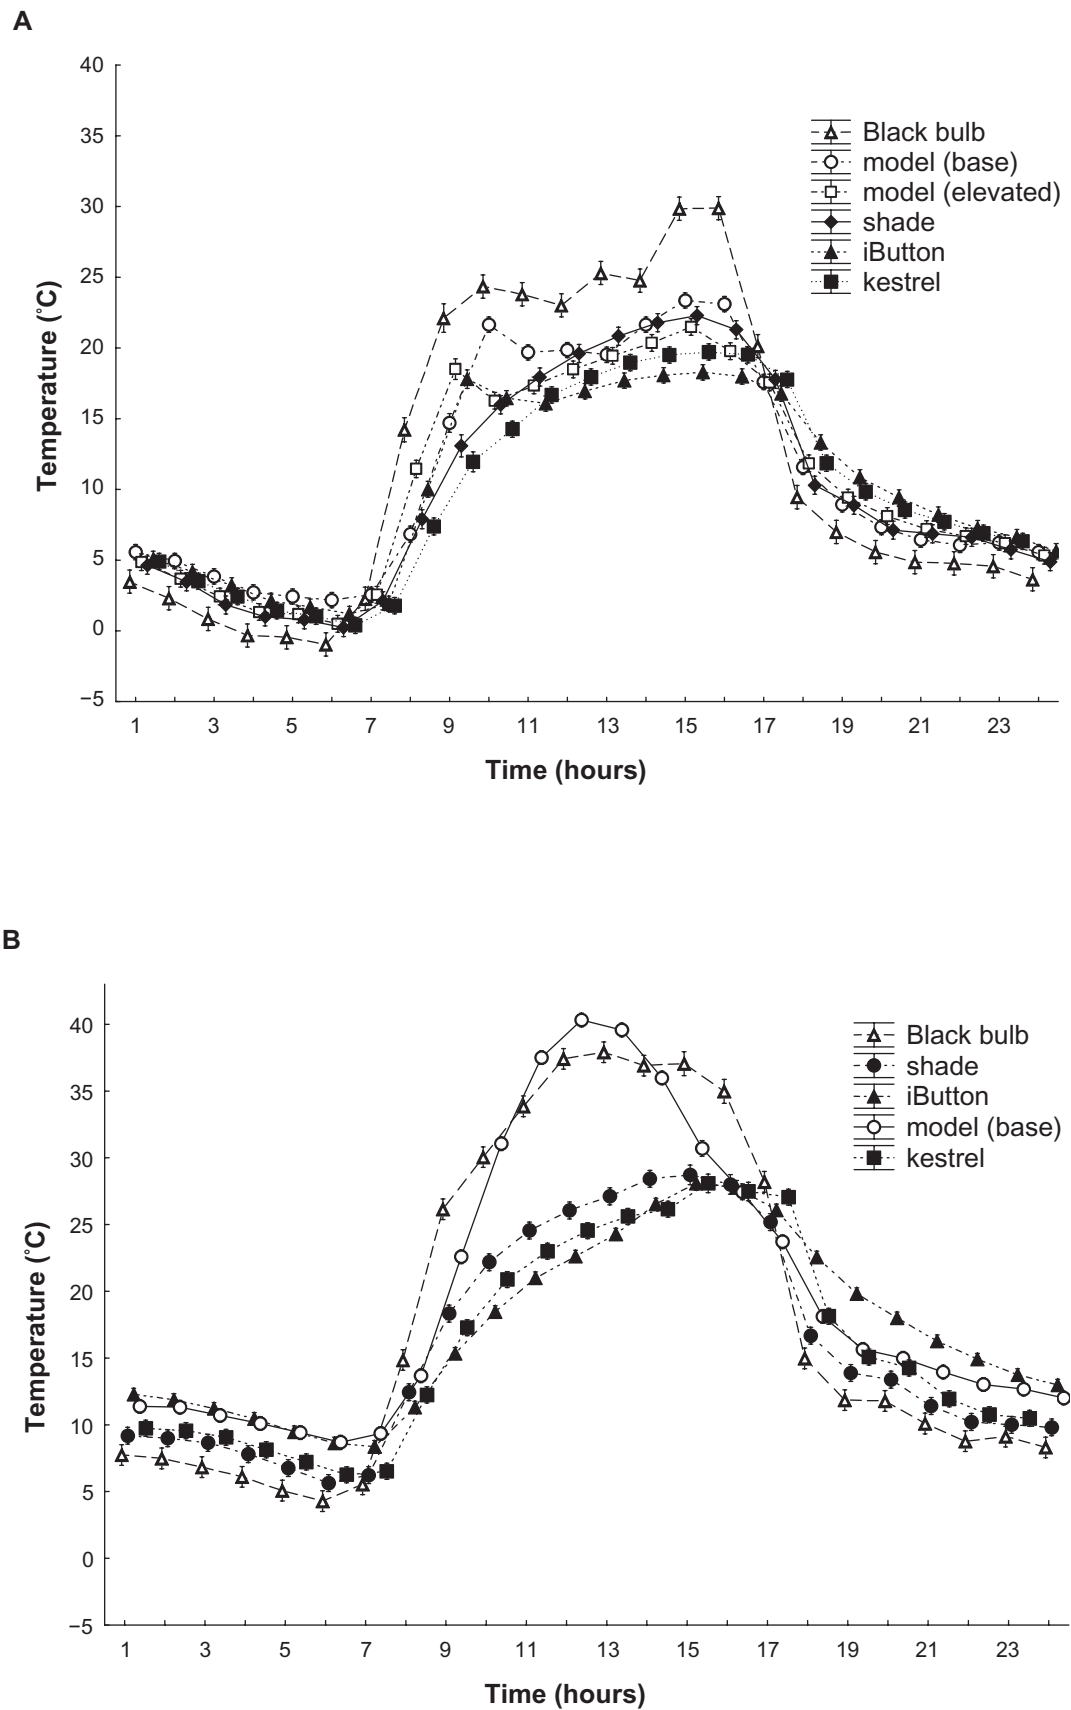 A
40
35
30
25
20
15
10
5
0
−5
Temperature (˚C)
Black bulb
model (base)
model (elevated)
shade
iButton
kestrel
1 3 5 7 9 11 13 15 17 19 21 23
Time (hours)
B
40
35
30
25
20
15
10
5
0
−5
Temperature (˚C)
Black bulb
shade
iButton
model (base)
kestrel
1 3 5 7 9 11 13 15 17 19 21 23
Time (hours)